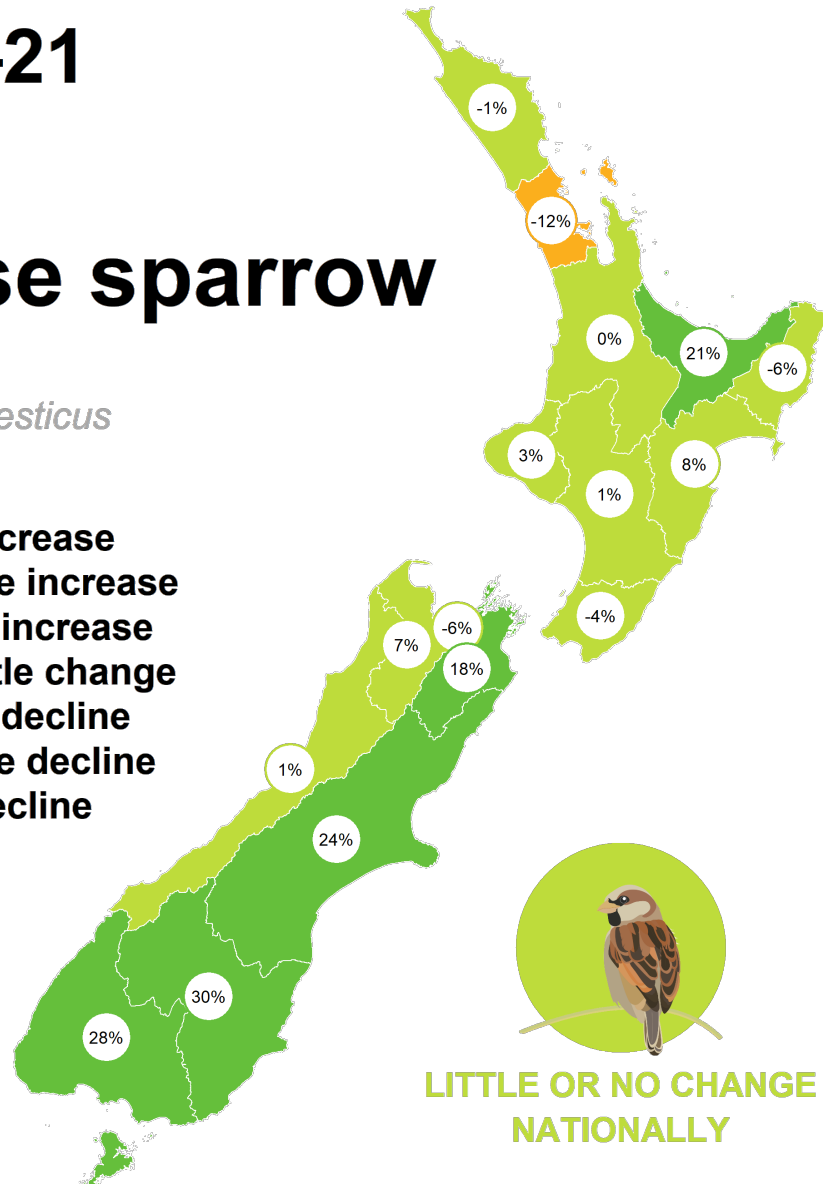 -21
-1%
-12%
se sparrow
0%
21%
-6%
esticus
3%
8%
1%
crease
e increase
-4%
increase
-6%
7%
18%
tle change
decline
e decline
1%
ecline
24%
30%
28%
LITTLE OR NO CHANGE
NATIONALLY